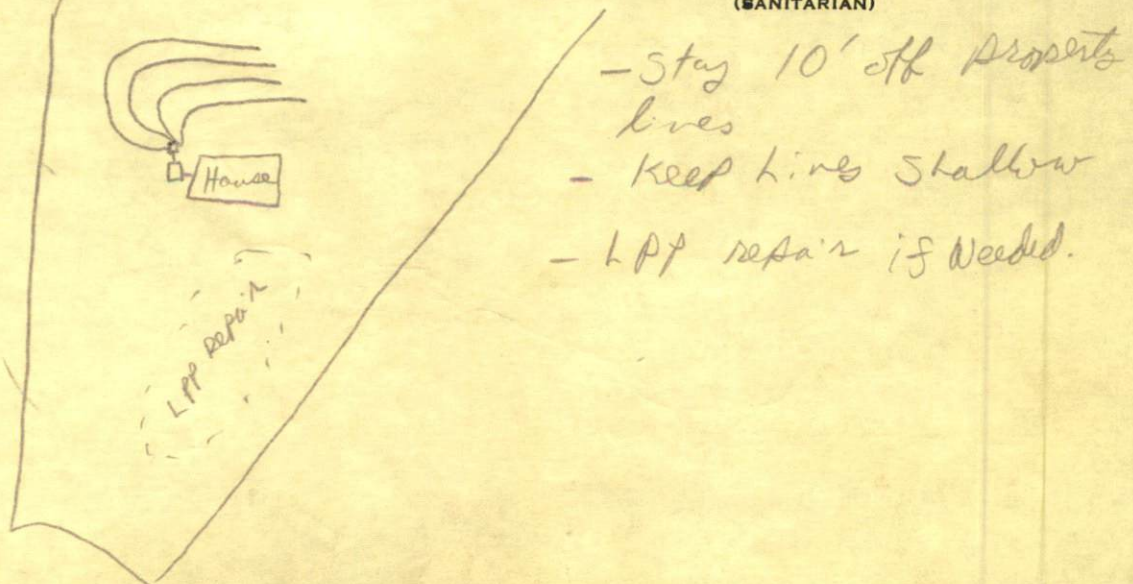 (SANITARIAN)
- Stay 10' off property
lines
- Keep Lines Shallow
- LPP repair if Needed.
House
LPP Repair